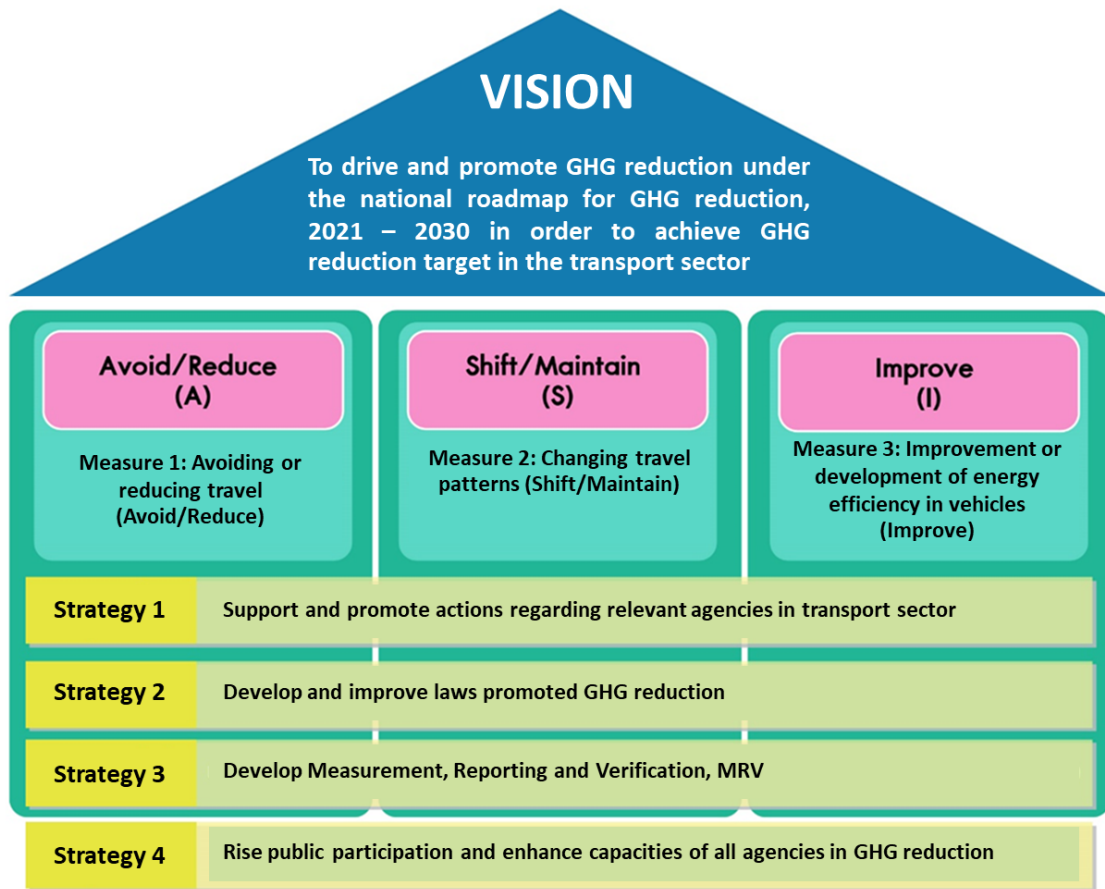 VISION
To drive and promote GHG reduction under
the national roadmap for GHG reduction,
2021 – 2030 in order to achieve GHG
reduction target in the transport sector
Avoid/Reduce
(A)
Measure 1: Avoiding or
reducing travel
(Avoid/Reduce)
Shift/Maintain
(S)
Measure 2: Changing travel
patterns (Shift/Maintain)
Improve
(I)
Measure 3: Improvement or
development of energy
efficiency in vehicles
(Improve)
Strategy 1 Support and promote actions regarding relevant agencies in transport sector
Strategy 2 Develop and improve laws promoted GHG reduction
Strategy 3 Develop Measurement, Reporting and Verification, MRV
Strategy 4 Rise public participation and enhance capacities of all agencies in GHG reduction